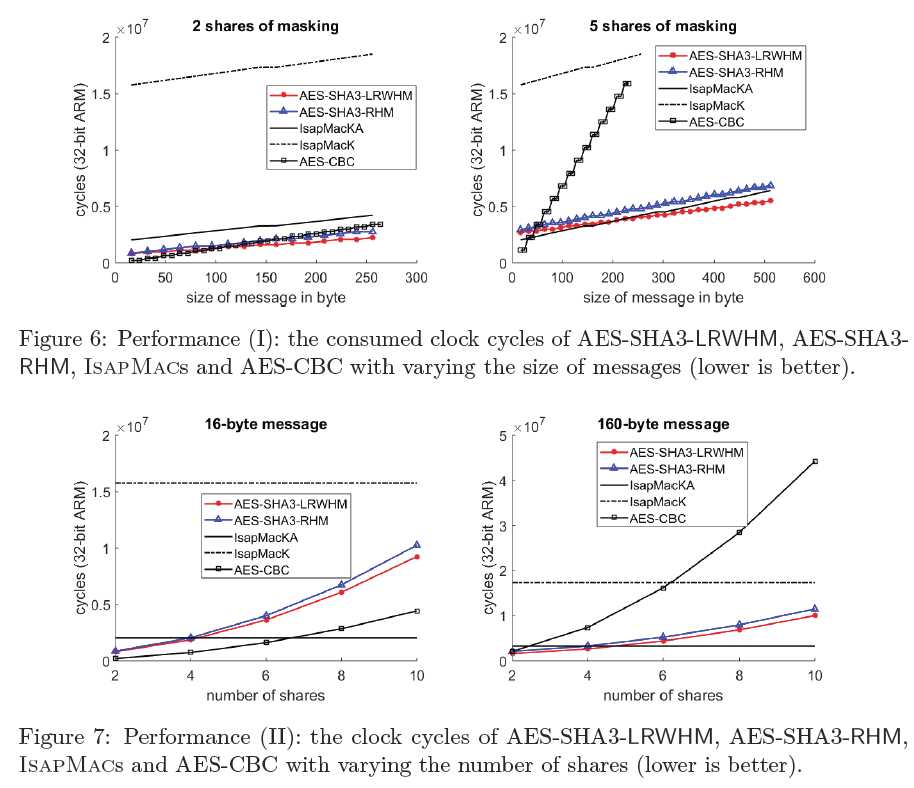 2 shares of masking
×10^7
2
1.5
1
0.5
0
0 50 100 150 200 250 300
cycles (32-bit ARM)
size of message in byte
AES-SHA3-LRWHM
AES-SHA3-RHM
IsapMacKA
IsapMacK
AES-CBC
5 shares of masking
×10^7
2
1.5
1
0.5
0
0 100 200 300 400 500 600
cycles (32-bit ARM)
size of message in byte
AES-SHA3-LRWHM
AES-SHA3-RHM
IsapMacKA
IsapMacK
AES-CBC
Figure 6: Performance (I): the consumed clock cycles of AES-SHA3-LRWHM, AES-SHA3-
RHM, ISAPMACs and AES-CBC with varying the size of messages (lower is better).
16-byte message
×10^7
2
1.5
1
0.5
0
2 4 6 8 10
cycles (32-bit ARM)
number of shares
AES-SHA3-LRWHM
AES-SHA3-RHM
IsapMacKA
IsapMacK
AES-CBC
160-byte message
×10^7
5
4
3
2
1
0
2 4 6 8 10
cycles (32-bit ARM)
number of shares
AES-SHA3-LRWHM
AES-SHA3-RHM
IsapMacKA
IsapMacK
AES-CBC
Figure 7: Performance (II): the clock cycles of AES-SHA3-LRWHM, AES-SHA3-RHM,
ISAPMACs and AES-CBC with varying the number of shares (lower is better).